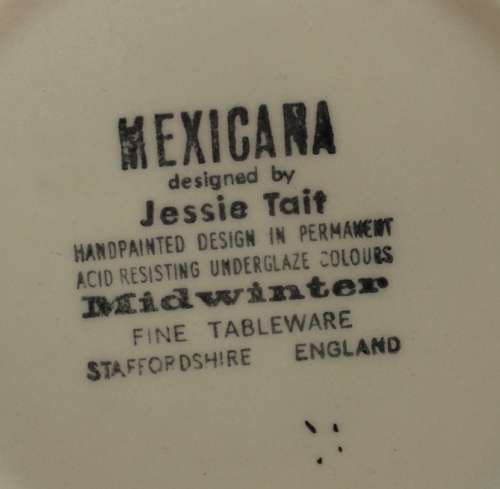 MEXICANA
designed by
Jessie Tait
HANDPAINTED DESIGN IN PERMANENT
ACID RESISTING UNDERGLAZE COLOURS
Midwinter
FINE TABLEWARE
STAFFORDSHIRE ENGLAND